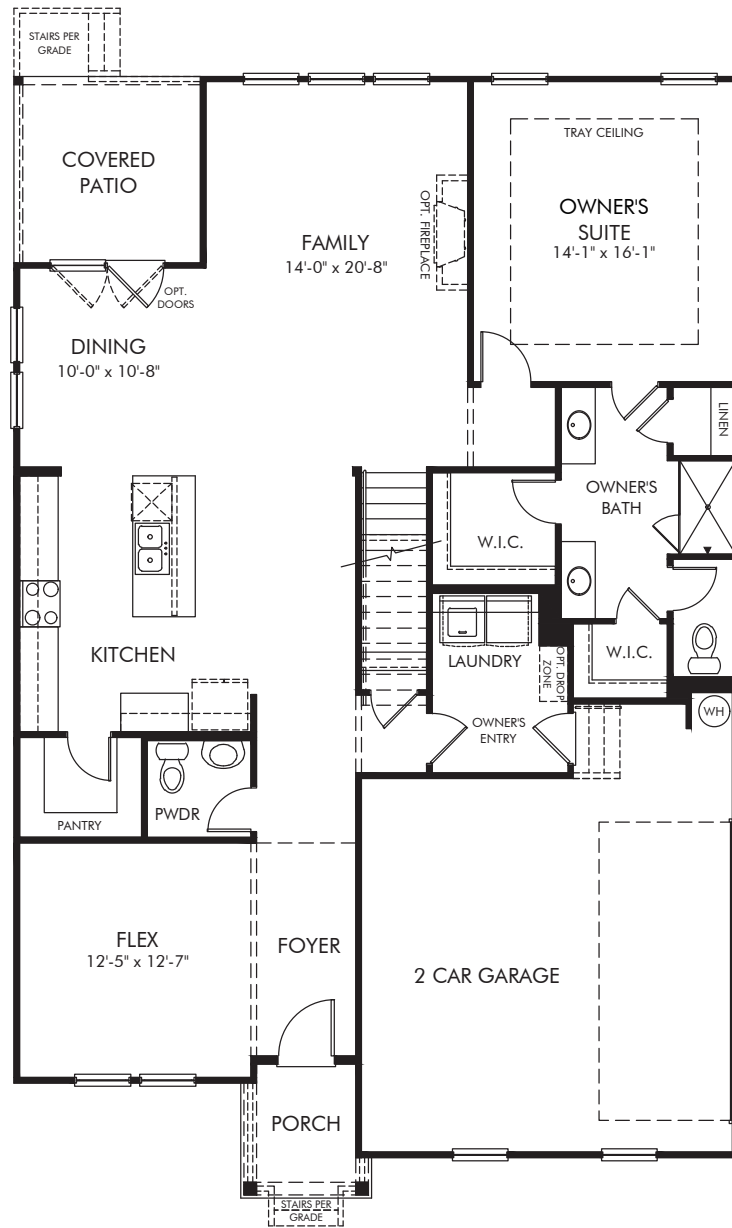 STAIRS PER
GRADE
COVERED
PATIO
TRAY CEILING
OWNER'S
SUITE
14'-1" x 16'-1"
FAMILY
14'-0" x 20'-8"
OPT. FIREPLACE
OPT.
DOORS
DINING
10'-0" x 10'-8"
LINEN
OWNER'S
BATH
W.I.C.
KITCHEN
LAUNDRY
OPT. DROP
ZONE
W.I.C.
WH
OWNER'S
ENTRY
PANTRY
PWDR
FLEX
12'-5" x 12'-7"
FOYER
2 CAR GARAGE
PORCH
STAIRS PER
GRADE